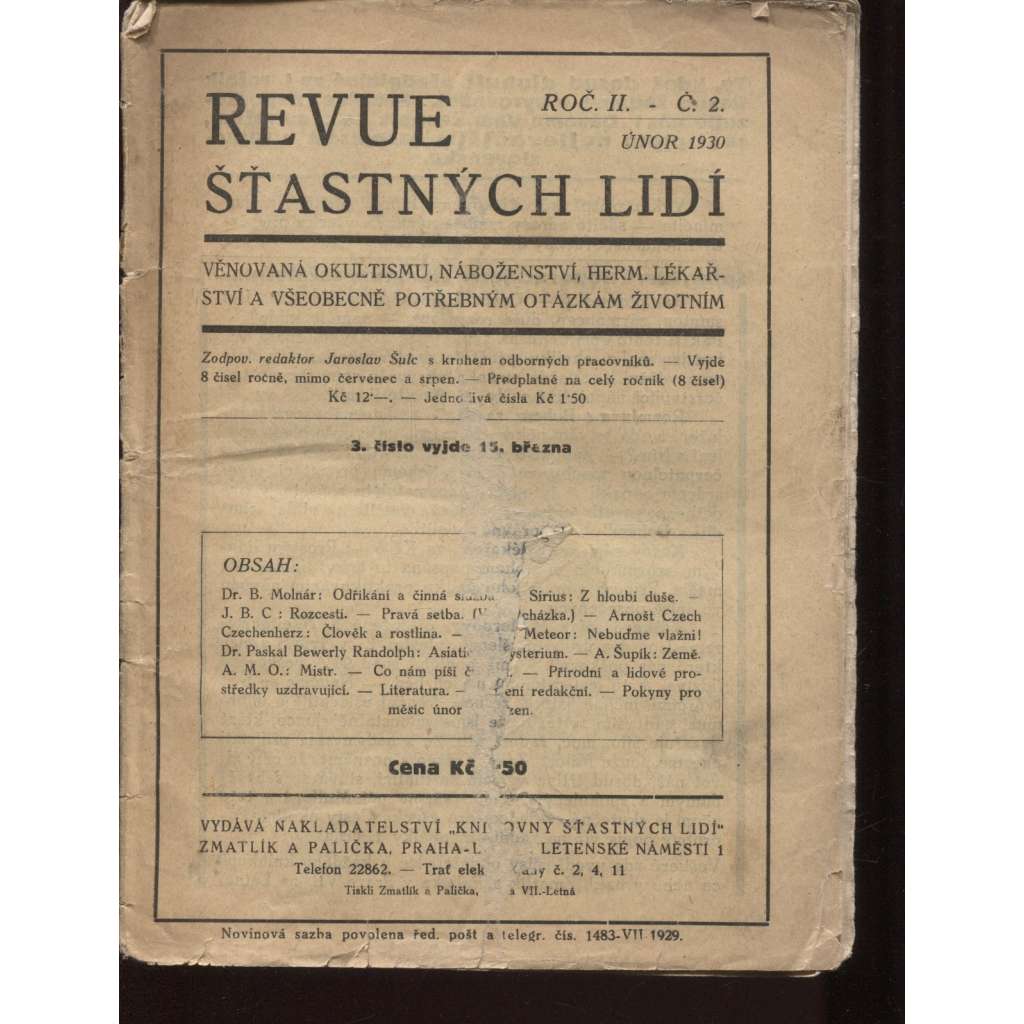 REVUE
ROČ. II. - Č. 2.
ÚNOR 1930
ŠŤASTNÝCH LIDÍ
VĚNOVANÁ OKULTISMU, NÁBOŽENSTVÍ, HERM. LÉKAŘ-
STVÍ A VŠEOBECNĚ POTŘEBNÝM OTÁZKÁM ŽIVOTNÍM
Zodpov. redaktor Jaroslav Šulc s kruhem odborných pracovníků. — Vyjde
8 čísel ročně, mimo červenec a srpen. — Předplatné na celý ročník (8 čísel)
Kč 12·—. — Jednotlivá čísla Kč 1·50
3. číslo vyjde 15. března
OBSAH:
Dr. B. Molnár: Odřikání a činná Sirius: Z hloubi duše. —
J. B. C : Rozcestí. — Pravá setba. — Arnošt Czech
Czechenherz: Člověk a rostlina. — Meteor: Nebuďme vlažni!
Dr. Paskal Bewerly Randolph: — A. Šupík: Země.
A. M. O.: Mistr. — Co nám píší — Přírodní a lidové pro-
středky uzdravující. — Literatura. — redakční. — Pokyny pro
měsíc únor
Cena Kč ·50
VYDÁVÁ NAKLADATELSTVÍ „ ŠŤASTNÝCH LIDÍ“
ZMATLÍK A PALIČKA, LETENSKÉ NÁMĚSTÍ 1
Telefon 22862. — Trať č. 2, 4, 11
Tiskli Zmatlík a Palička, VII.-Letná
Novinová sazba povolena řed. pošt a telegr. čís. 1483-VII 1929.